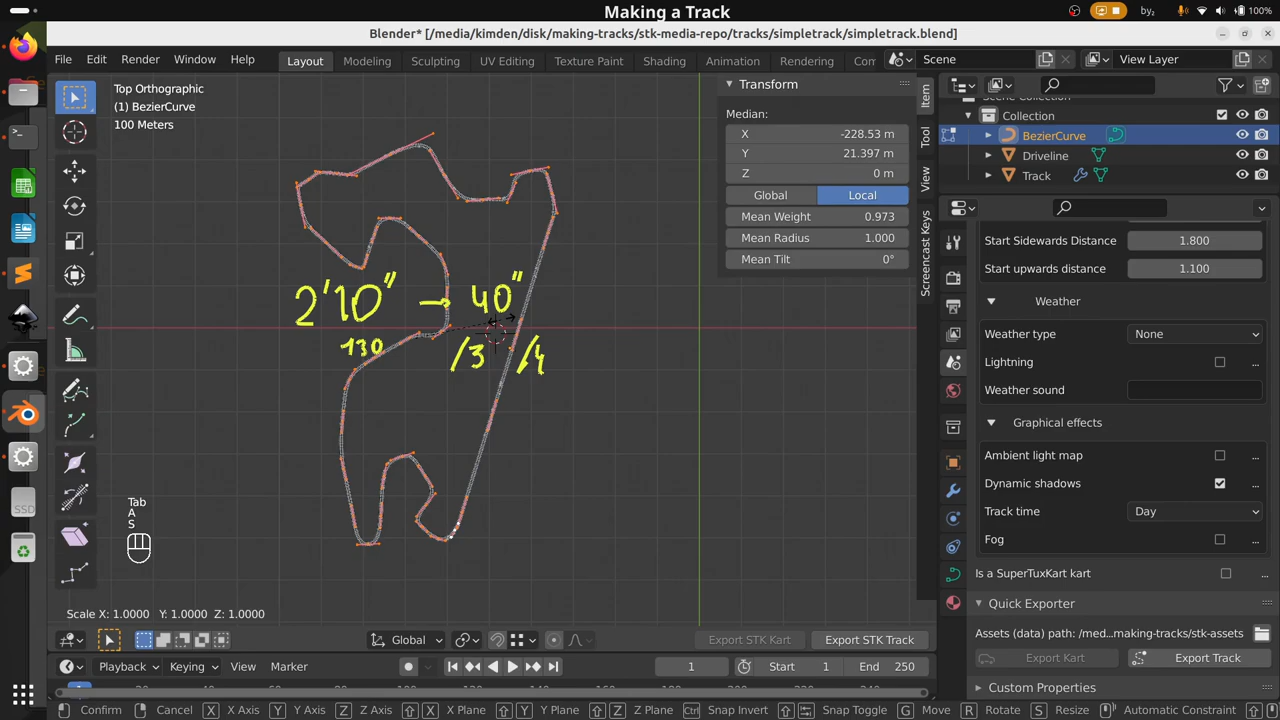 Making a Track
by₂
100%
Blender* [/media/kimden/disk/making-tracks/stk-media-repo/tracks/simpletrack/simpletrack.blend]
File Edit Render Window Help
Layout Modeling Sculpting UV Editing Texture Paint Shading Animation Rendering Com
Scene
View Layer
Top Orthographic
(1) BezierCurve
100 Meters
Transform
Median:
X -228.53 m
Y 21.397 m
Z 0 m
Global Local
Mean Weight 0.973
Mean Radius 1.000
Mean Tilt 0°
Item
Tool
View
Screencast Keys
Scene Collection
Collection
BezierCurve
Driveline
Track
Start Sidewards Distance 1.800
Start upwards distance 1.100
Weather
Weather type None
Lightning
Weather sound
Graphical effects
Ambient light map ...
Dynamic shadows ...
Track time Day
Fog ...
Is a SuperTuxKart kart ...
Quick Exporter
Assets (data) path: /med...making-tracks/stk-assets
Export Kart Export Track
Custom Properties
2'10" → 40"
130 /3 /4
Tab
A
S
Scale X: 1.0000 Y: 1.0000 Z: 1.0000
Global
Export STK Kart Export STK Track
Playback Keying View Marker
1 Start 1 End 250
SSD
Confirm Cancel X X Axis Y Y Axis Z Z Axis X X Plane Y Y Plane Z Z Plane Ctrl Snap Invert Snap Toggle G Move R Rotate S Resize Automatic Constraint